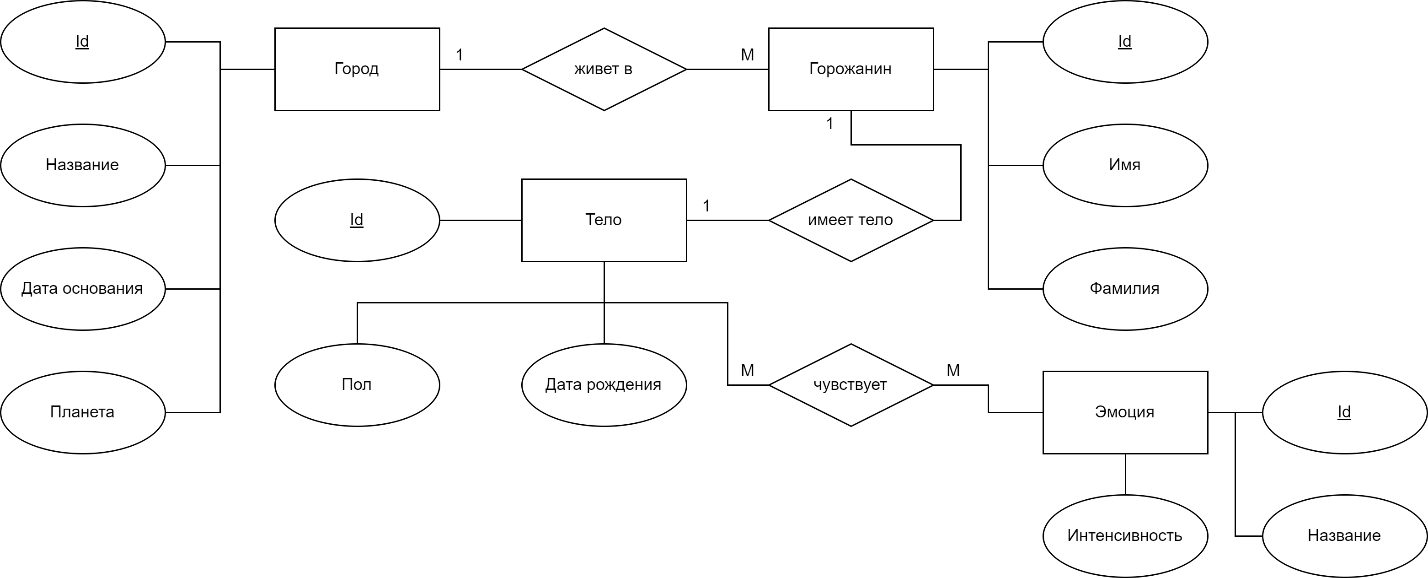 Id
Город
1
живет в
М
Горожанин
Id
1
Название
Имя
Id
Тело
1
имеет тело
Дата основания
Фамилия
Пол
Дата рождения
М
чувствует
М
Планета
Эмоция
Id
Интенсивность
Название